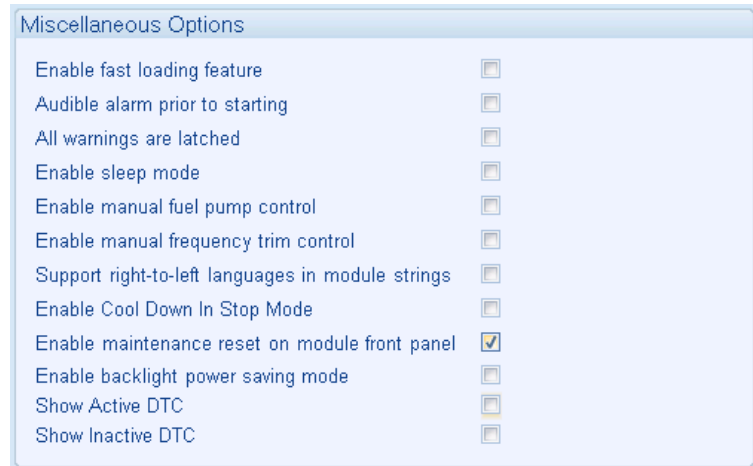 Miscellaneous Options
Enable fast loading feature
Audible alarm prior to starting
All warnings are latched
Enable sleep mode
Enable manual fuel pump control
Enable manual frequency trim control
Support right-to-left languages in module strings
Enable Cool Down In Stop Mode
Enable maintenance reset on module front panel
Enable backlight power saving mode
Show Active DTC
Show Inactive DTC